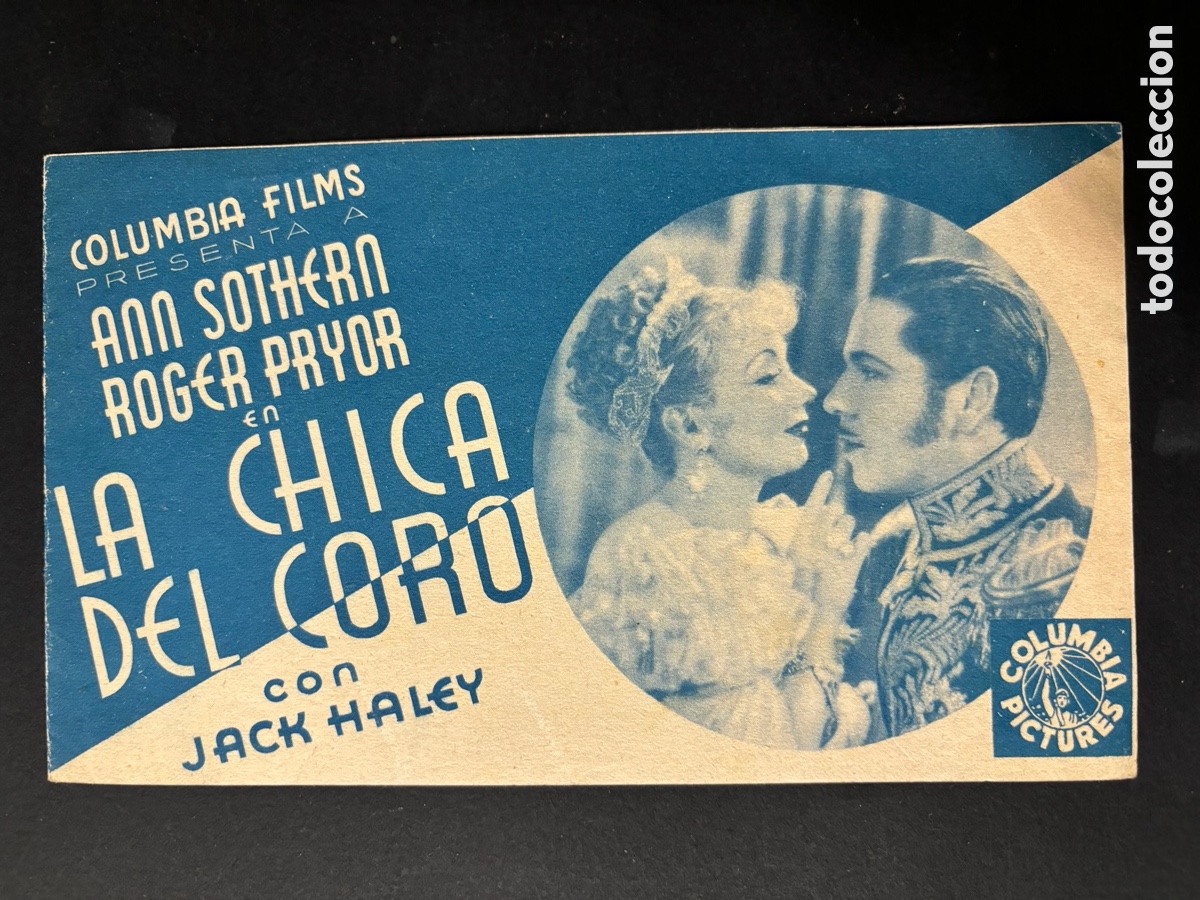 COLUMBIA FILMS
PRESENTA A
ANN SOTHERN
ROGER PRYOR
EN
LA CHICA
DEL CORO
con
JACK HALEY
COLUMBIA
PICTURES
todocoleccion